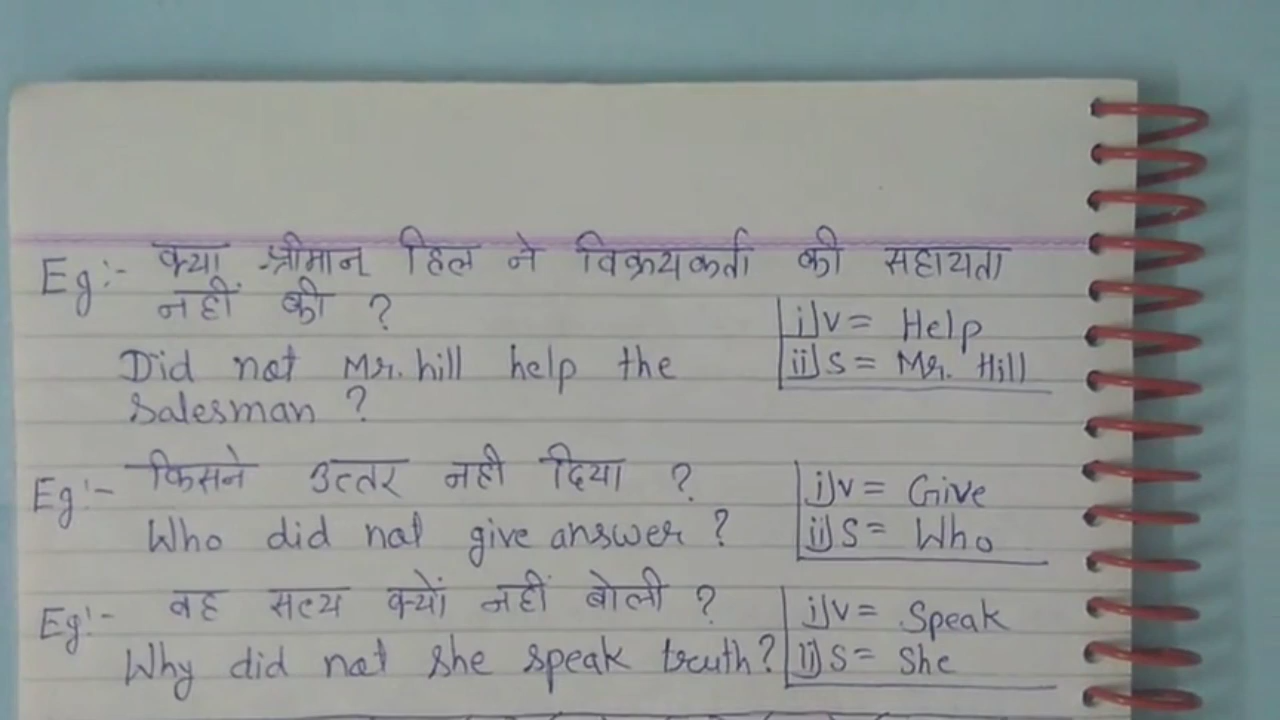 Eg:- क्या श्रीमान् हिल ने विक्रयकर्ता की सहायता
नहीं की ?
i) V = Help
Did not Mr. hill help the
ii) S = Mr. Hill
Salesman ?
Eg:- किसने उत्तर नही दिया ?
i) V = Give
Who did not give answer ?
ii) S = Who
Eg:- वह सत्य क्यों नहीं बोली ?
i) V = Speak
Why did not she speak truth ?
ii) S = She